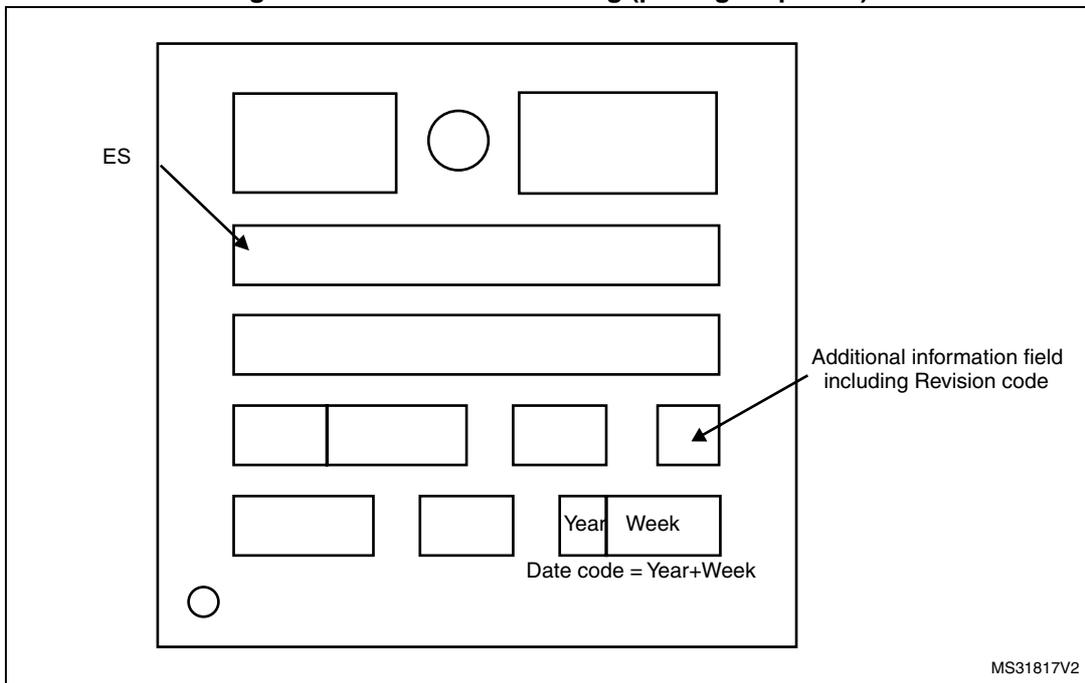 ES
Additional information field
including Revision code
Year Week
Date code = Year+Week
MS31817V2